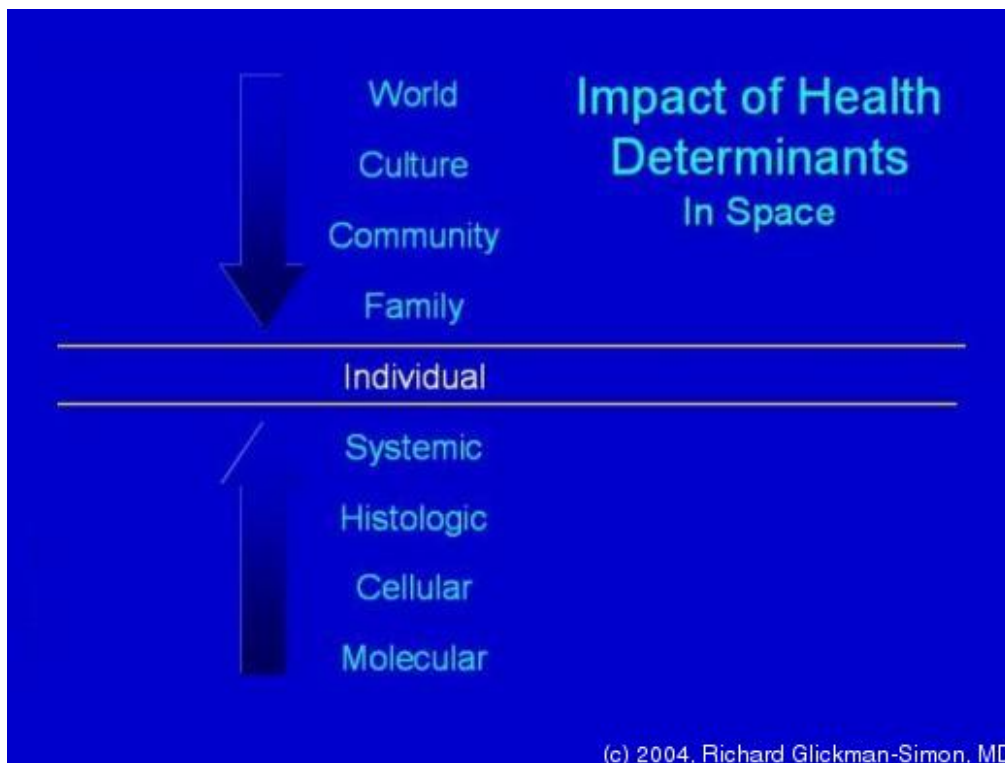 Impact of Health
Determinants
In Space
World
Culture
Community
Family
Individual
Systemic
Histologic
Cellular
Molecular
(c) 2004, Richard Glickman-Simon, MD